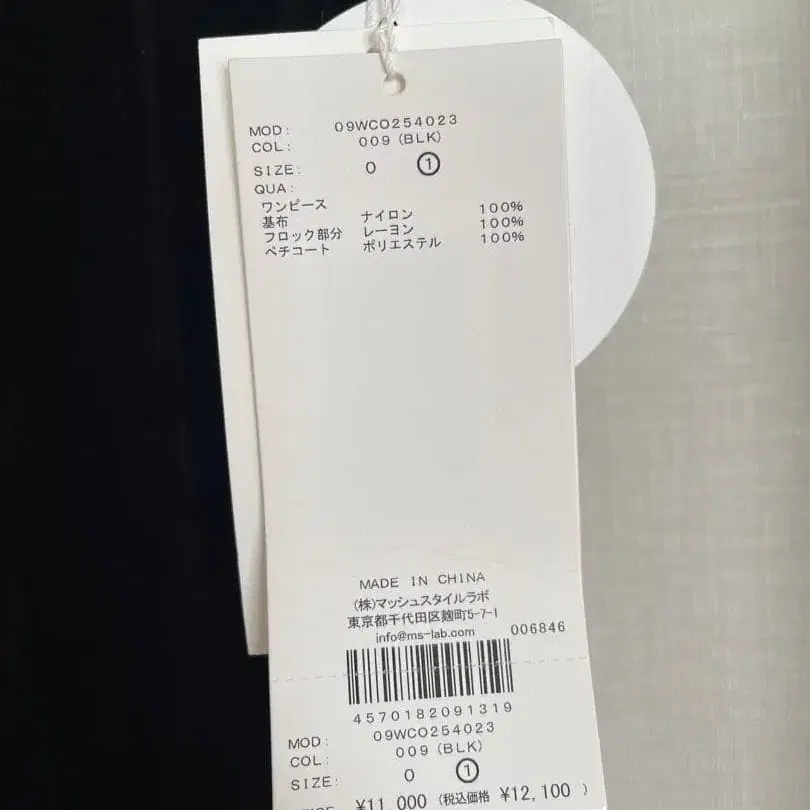 MOD: 09WCO254023
COL: 009 (BLK)
SIZE: 0 ①
QUA:
ワンピース
基布 ナイロン 100%
フロック部分 レーヨン 100%
ペチコート ポリエステル 100%
MADE IN CHINA
(株)マッシュスタイルラボ
東京都千代田区麹町5-7-1
info@ms-lab.com 006846
4570182091319
MOD: 09WCO254023
COL: 009 (BLK)
SIZE: 0 ①
¥11,000 (税込価格 ¥12,100 )